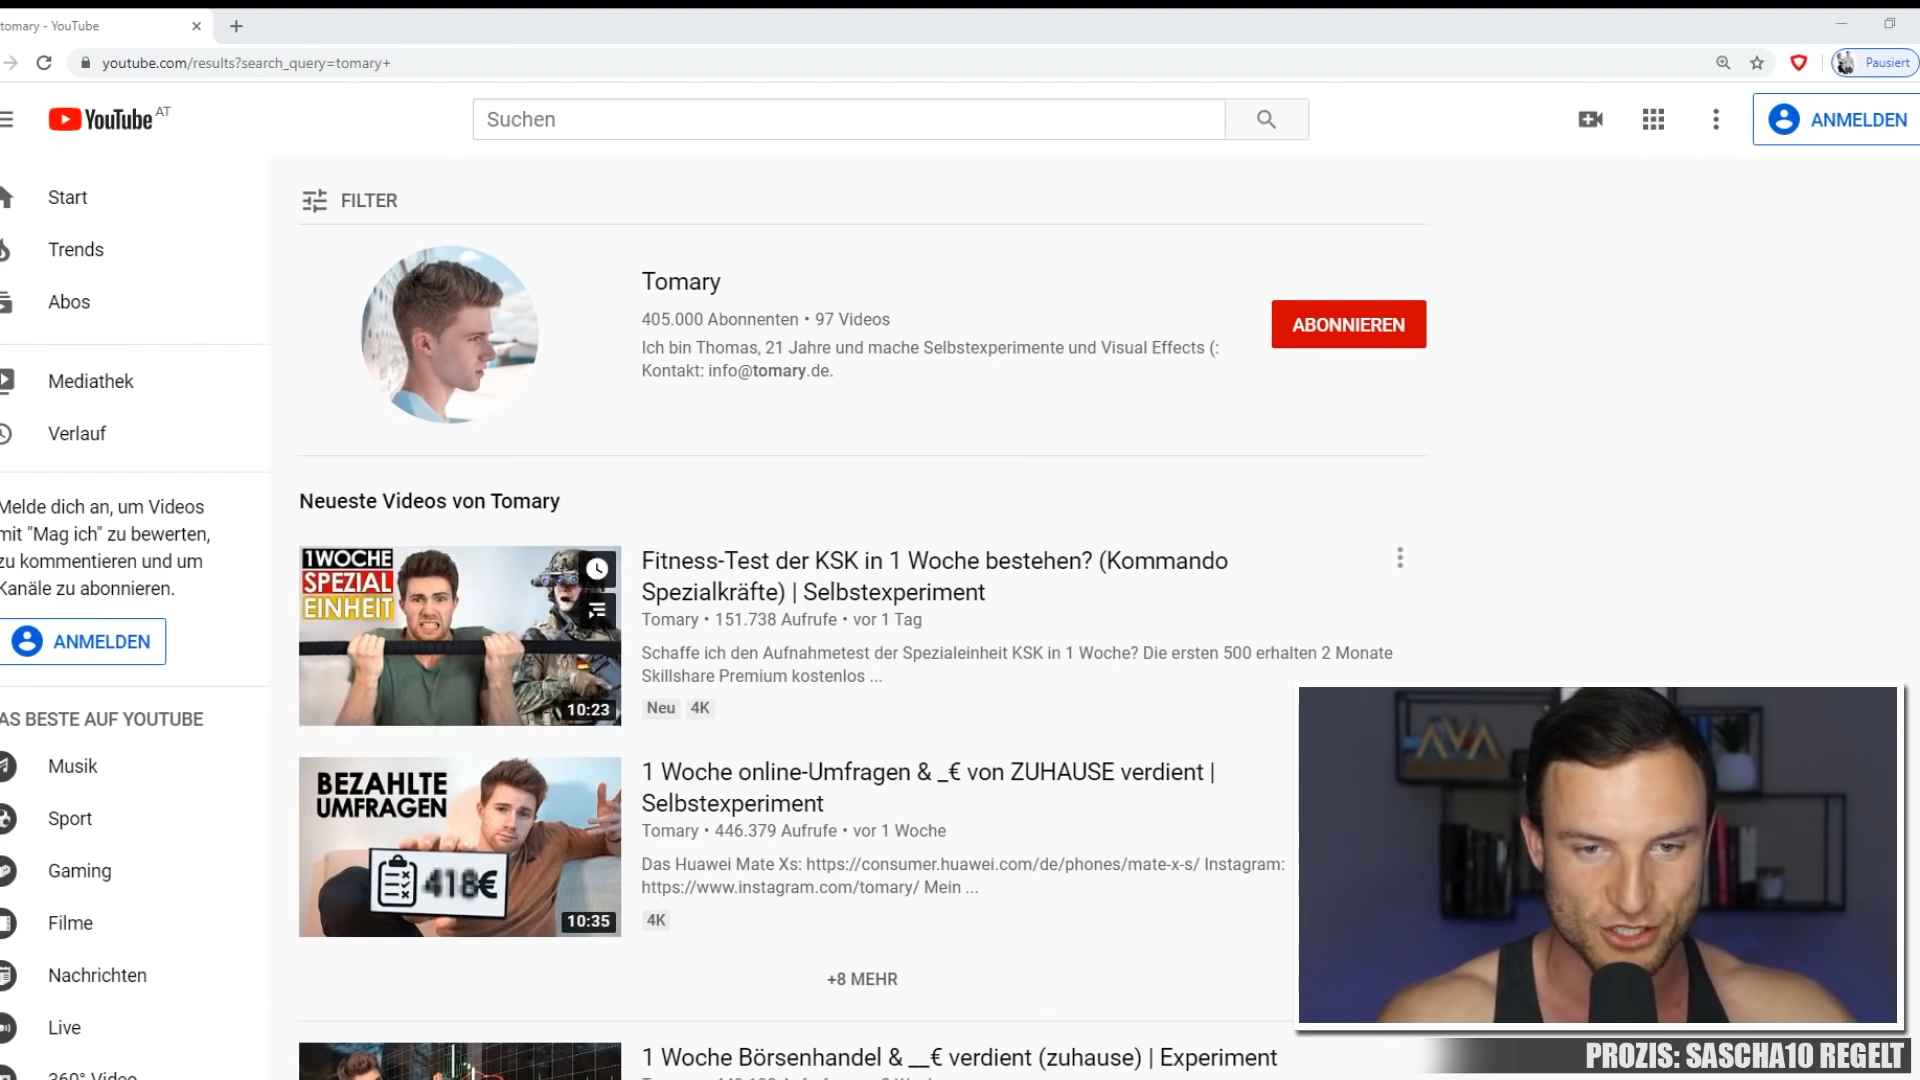 tomary - YouTube
youtube.com/results?search_query=tomary+
Pausiert
YouTube AT
Suchen
ANMELDEN
Start
Trends
Abos
Mediathek
Verlauf
Melde dich an, um Videos
mit "Mag ich" zu bewerten,
zu kommentieren und um
Kanäle zu abonnieren.
ANMELDEN
AS BESTE AUF YOUTUBE
Musik
Sport
Gaming
Filme
Nachrichten
Live
360° Video
FILTER
Tomary
405.000 Abonnenten • 97 Videos
Ich bin Thomas, 21 Jahre und mache Selbstexperimente und Visual Effects (:
Kontakt: info@tomary.de.
ABONNIEREN
Neueste Videos von Tomary
1 WOCHE
SPEZIAL
EINHEIT
10:23
Fitness-Test der KSK in 1 Woche bestehen? (Kommando
Spezialkräfte) | Selbstexperiment
Tomary • 151.738 Aufrufe • vor 1 Tag
Schaffe ich den Aufnahmetest der Spezialeinheit KSK in 1 Woche? Die ersten 500 erhalten 2 Monate
Skillshare Premium kostenlos ...
Neu 4K
BEZAHLTE
UMFRAGEN
418€
10:35
1 Woche online-Umfragen & _€ von ZUHAUSE verdient |
Selbstexperiment
Tomary • 446.379 Aufrufe • vor 1 Woche
Das Huawei Mate Xs: https://consumer.huawei.com/de/phones/mate-x-s/ Instagram:
https://www.instagram.com/tomary/ Mein ...
4K
+8 MEHR
1 Woche Börsenhandel & __€ verdient (zuhause) | Experiment
PROZIS: SASCHA10 REGELT